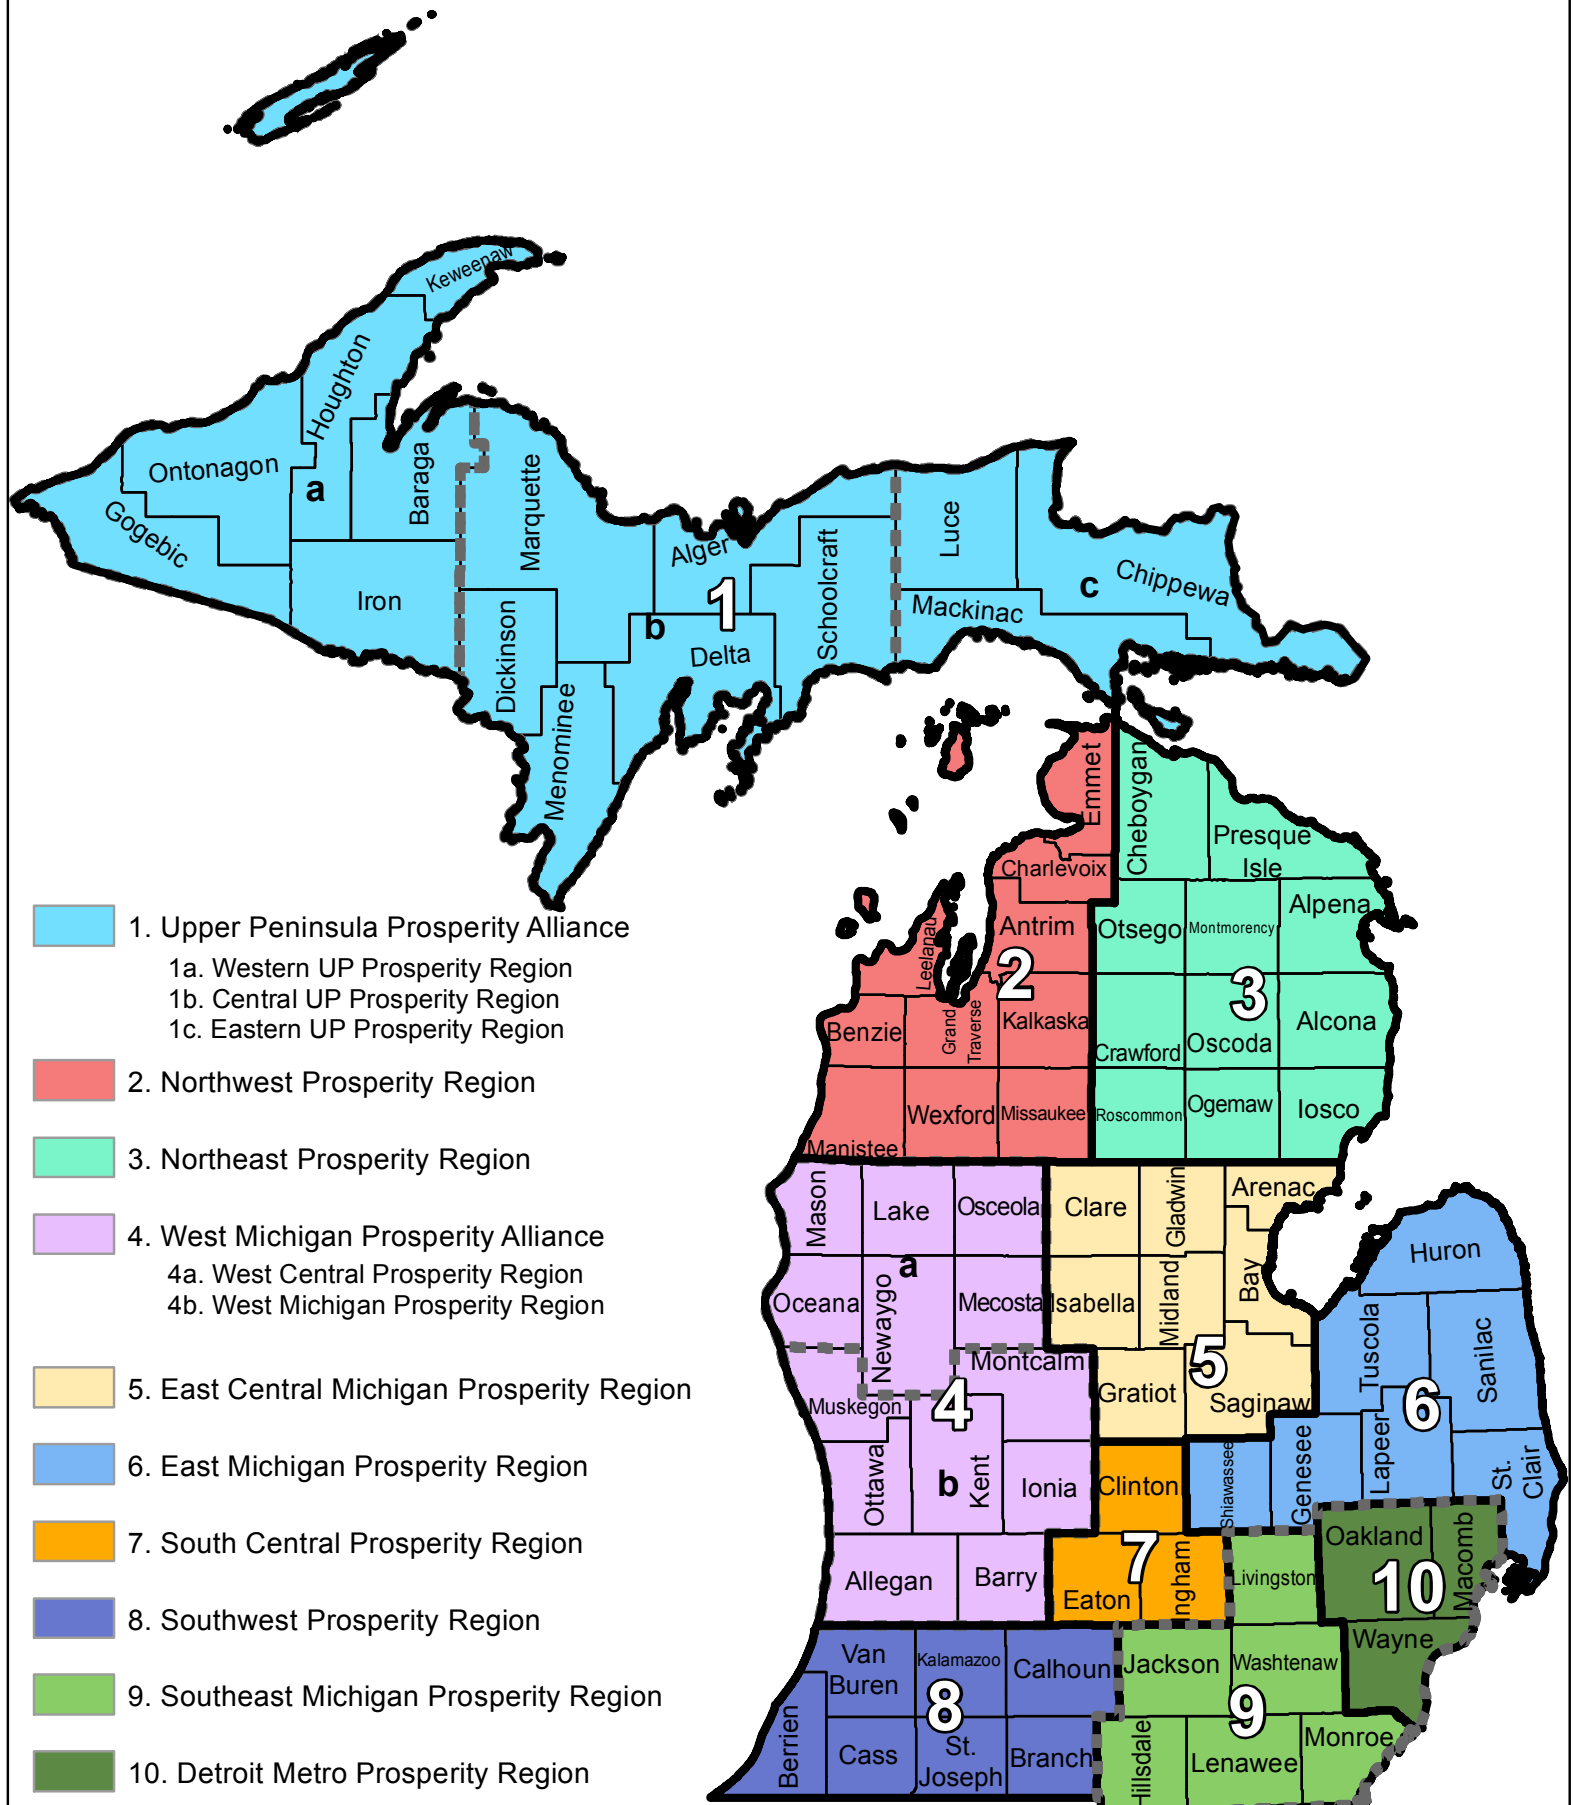 Keweenaw
Houghton
Ontonagon
a
Baraga
Gogebic
Iron
Marquette
Alger
Schoolcraft
Luce
Chippewa
c
Mackinac
1
b
Delta
Dickinson
Menominee
Emmet
Cheboygan
Presque
Isle
Charlevoix
Antrim
Otsego
Montmorency
Alpena
Leelanau
2
3
Benzie
Grand
Traverse
Kalkaska
Crawford
Oscoda
Alcona
Manistee
Wexford
Missaukee
Roscommon
Ogemaw
Iosco
Mason
Lake
Osceola
Clare
Gladwin
Arenac
a
Oceana
Newaygo
Mecosta
Isabella
Midland
Bay
Huron
Tuscola
Sanilac
Montcalm
Muskegon
4
Gratiot
5
Saginaw
6
Ottawa
b
Kent
Ionia
Clinton
Shiawassee
Genesee
Lapeer
St.
Clair
Allegan
Barry
Eaton
7
Ingham
Livingston
Oakland
Macomb
10
Wayne
Van
Buren
Kalamazoo
Calhoun
Jackson
Washtenaw
8
9
Berrien
Cass
St.
Joseph
Branch
Hillsdale
Lenawee
Monroe
1. Upper Peninsula Prosperity Alliance
1a. Western UP Prosperity Region
1b. Central UP Prosperity Region
1c. Eastern UP Prosperity Region
2. Northwest Prosperity Region
3. Northeast Prosperity Region
4. West Michigan Prosperity Alliance
4a. West Central Prosperity Region
4b. West Michigan Prosperity Region
5. East Central Michigan Prosperity Region
6. East Michigan Prosperity Region
7. South Central Prosperity Region
8. Southwest Prosperity Region
9. Southeast Michigan Prosperity Region
10. Detroit Metro Prosperity Region